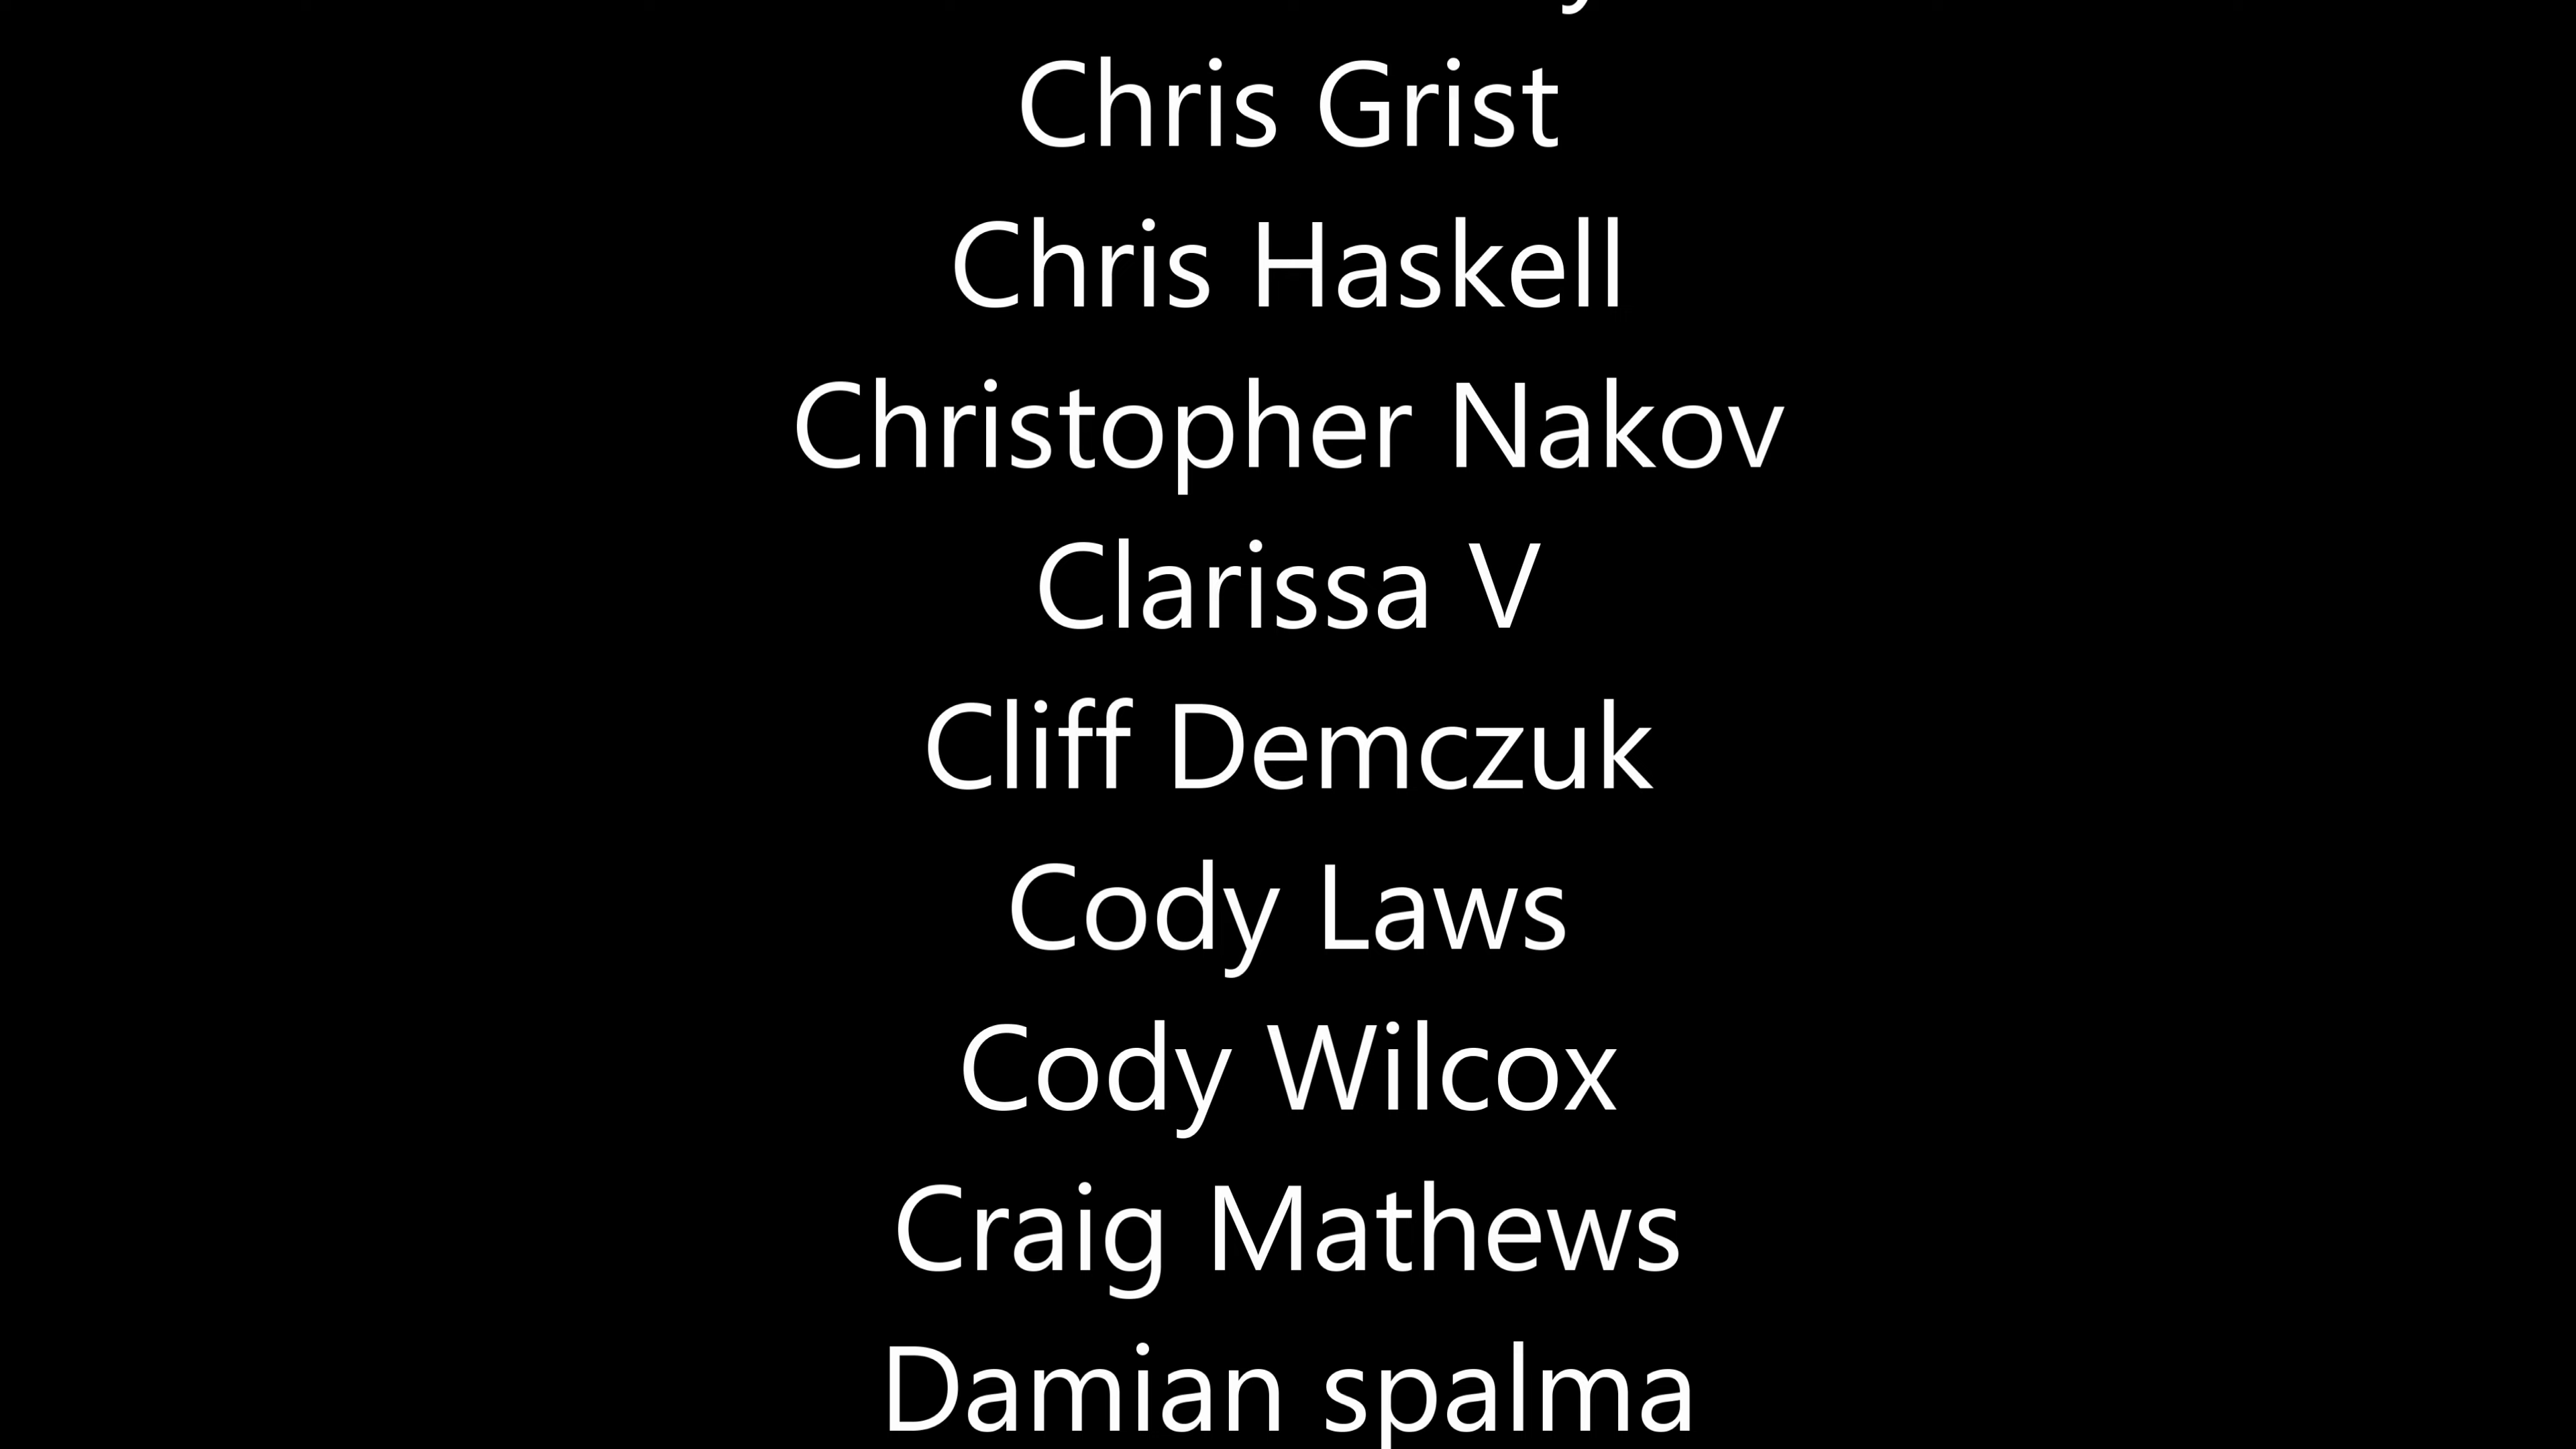 Chris Grist
Chris Haskell
Christopher Nakov
Clarissa V
Cliff Demczuk
Cody Laws
Cody Wilcox
Craig Mathews
Damian spalma